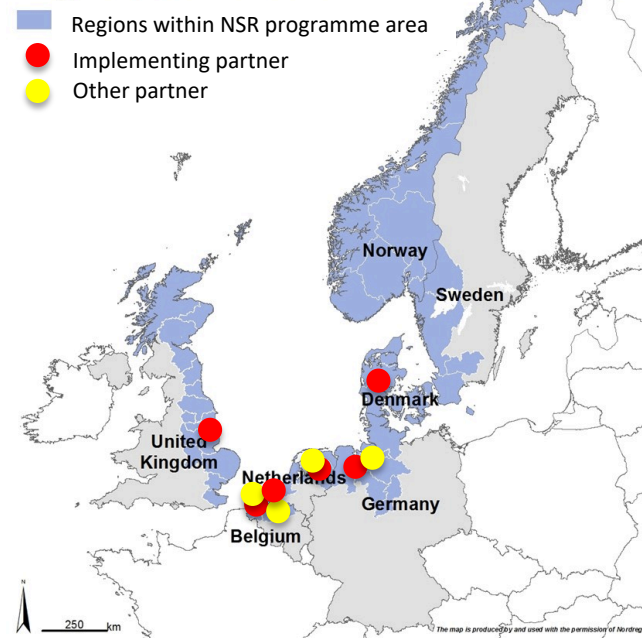 Regions within NSR programme area
Implementing partner
Other partner
Norway
Sweden
Denmark
United
Kingdom
Netherlands
Germany
Belgium
N
250 km
The map is produced by and used with the permission of Nordreg